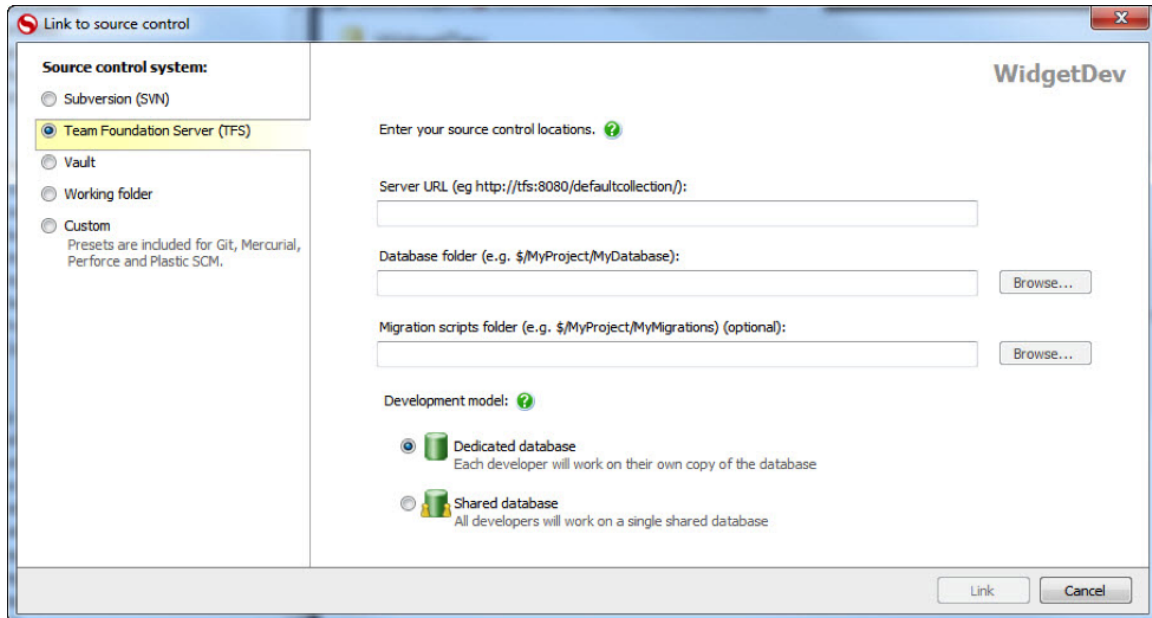 Link to source control
Source control system:
Subversion (SVN)
Team Foundation Server (TFS)
Vault
Working folder
Custom
Presets are included for Git, Mercurial,
Perforce and Plastic SCM.
WidgetDev
Enter your source control locations.
Server URL (eg http://tfs:8080/defaultcollection/):
Database folder (e.g. $/MyProject/MyDatabase):
Browse...
Migration scripts folder (e.g. $/MyProject/MyMigrations) (optional):
Browse...
Development model:
Dedicated database
Each developer will work on their own copy of the database
Shared database
All developers will work on a single shared database
Link
Cancel